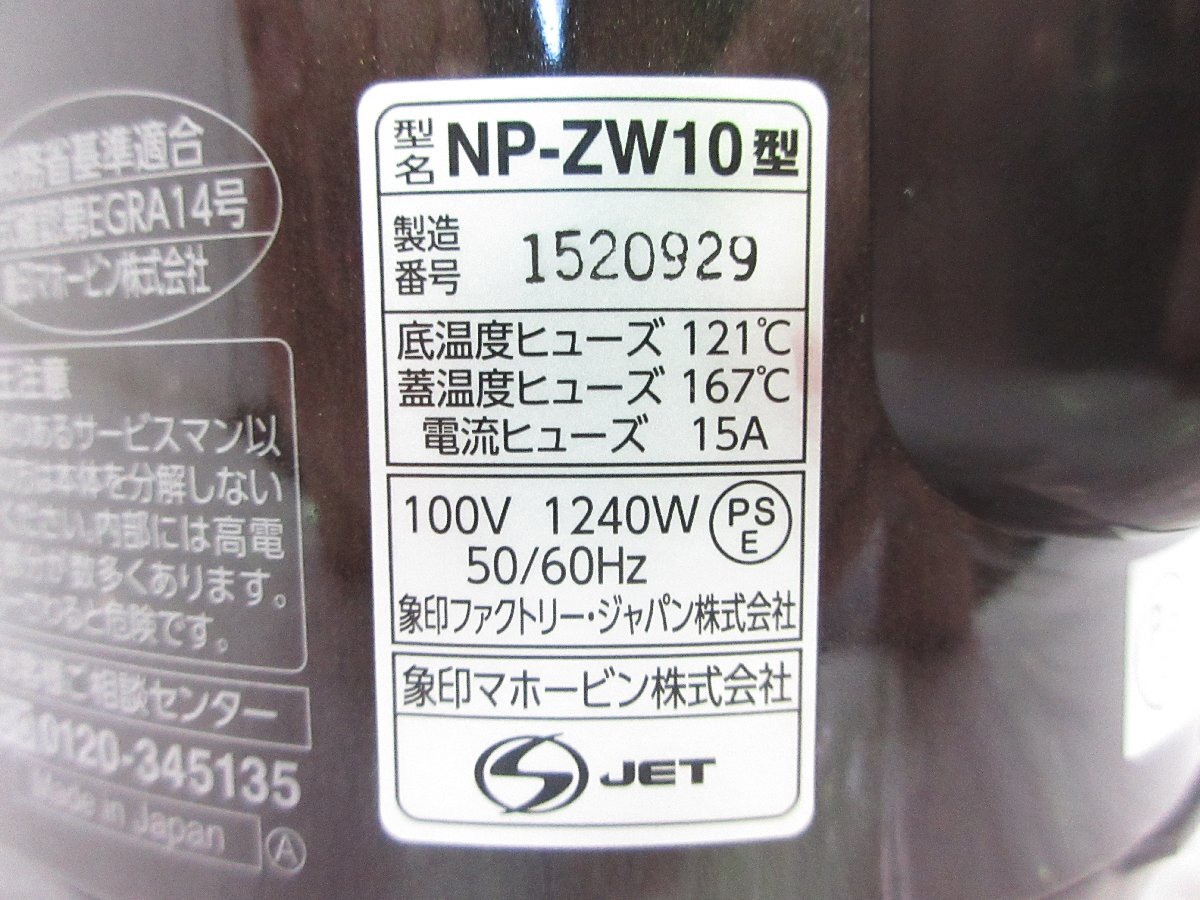 省基準適合
第EGRA14号
マホービン株式会社
注意
あるサービスマン以
は本体を分解しない
ください。内部には高電
が数多くあります。
と危険です。
ご相談センター
0120-345135
Made in Japan
A
型名 NP-ZW10型
製造番号 1520929
底温度ヒューズ 121℃
蓋温度ヒューズ 167℃
電流ヒューズ 15A
100V 1240W PSE
50/60Hz
象印ファクトリー・ジャパン株式会社
象印マホービン株式会社
S JET